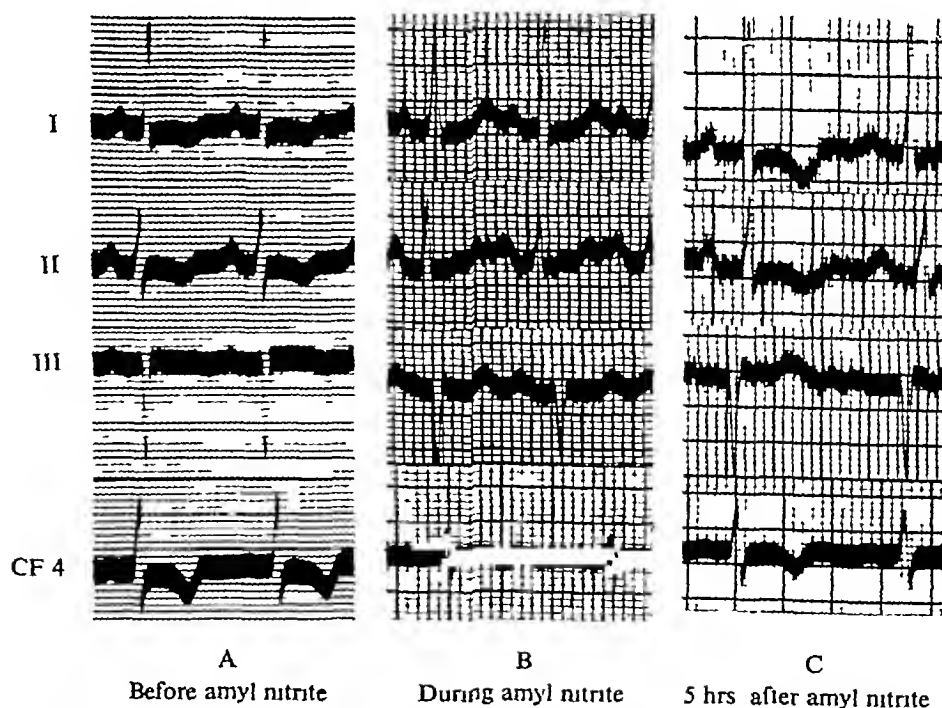 I
II
III
CF 4
A
B
C
Before amyl nitrite
During amyl nitrite
5 hrs after amyl nitrite